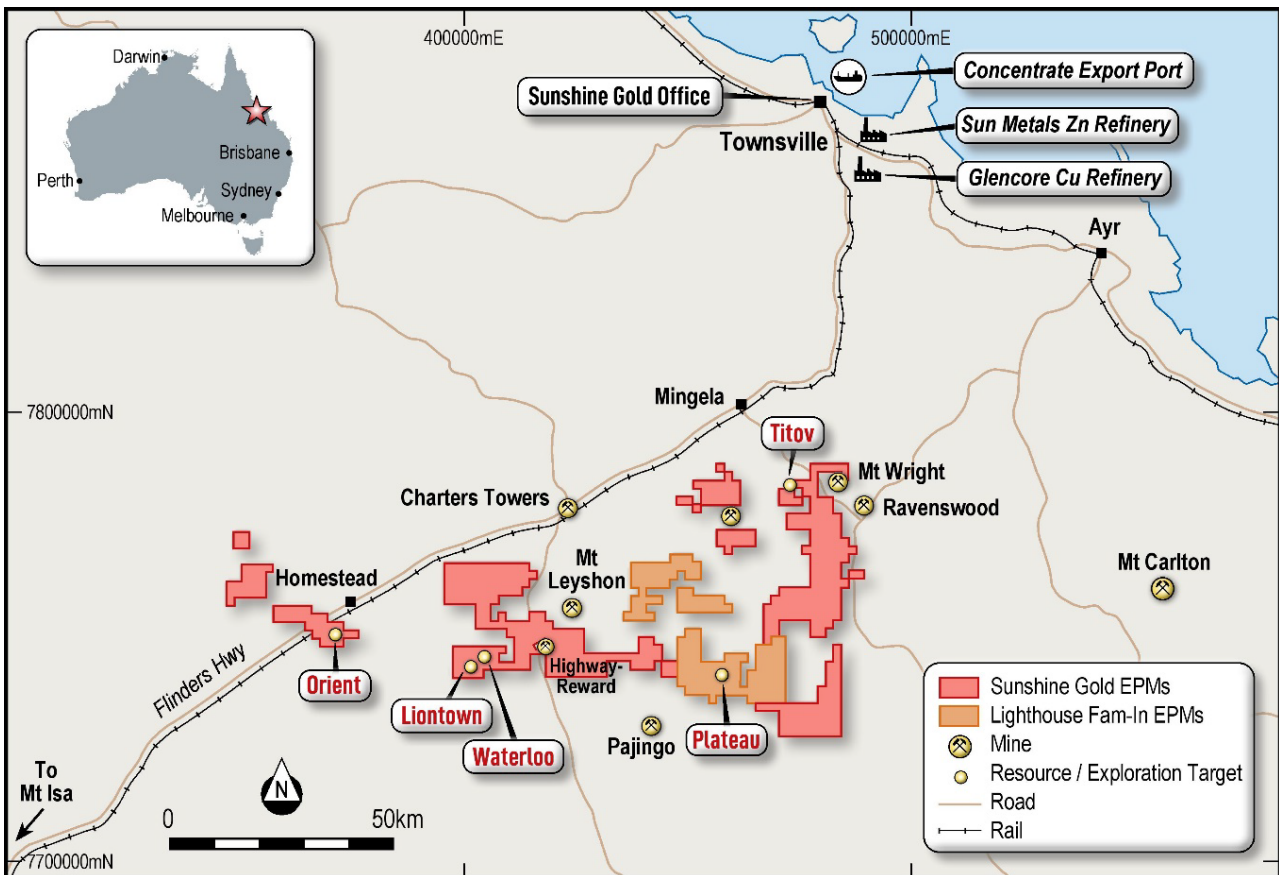 400000mE
500000mE
Darwin
Brisbane
Perth
Sydney
Melbourne
Concentrate Export Port
Sunshine Gold Office
Sun Metals Zn Refinery
Townsville
Glencore Cu Refinery
Ayr
Mingela
7800000mN
Titov
Mt Wright
Charters Towers
Ravenswood
Mt
Leyshon
Mt Carlton
Homestead
Highway-
Reward
Orient
Flinders Hwy
Liontown
Waterloo
Pajingo
Plateau
To
Mt Isa
N
0
50km
7700000mN
Sunshine Gold EPMs
Lighthouse Fam-In EPMs
Mine
Resource / Exploration Target
Road
Rail